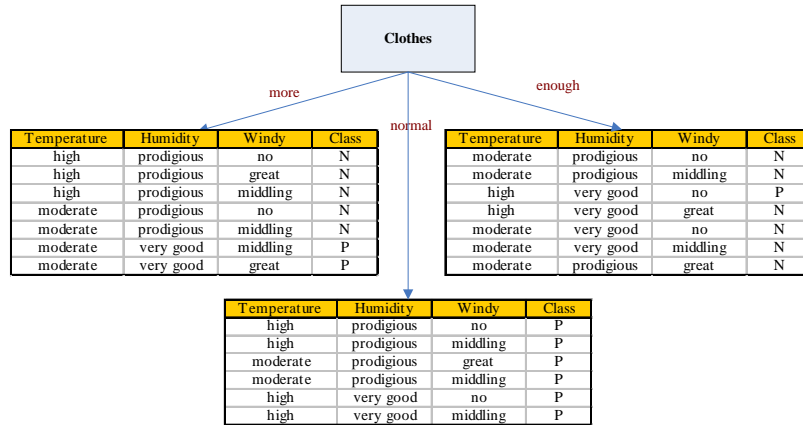 Clothes
more
normal
enough
Temperature Humidity Windy Class
high prodigious no N
high prodigious great N
high prodigious middling N
moderate prodigious no N
moderate prodigious middling N
moderate very good middling P
moderate very good great P
Temperature Humidity Windy Class
moderate prodigious no N
moderate prodigious middling N
high very good no P
high very good great N
moderate very good no N
moderate very good middling N
moderate prodigious great N
Temperature Humidity Windy Class
high prodigious no P
high prodigious middling P
moderate prodigious great P
moderate prodigious middling P
high very good no P
high very good middling P